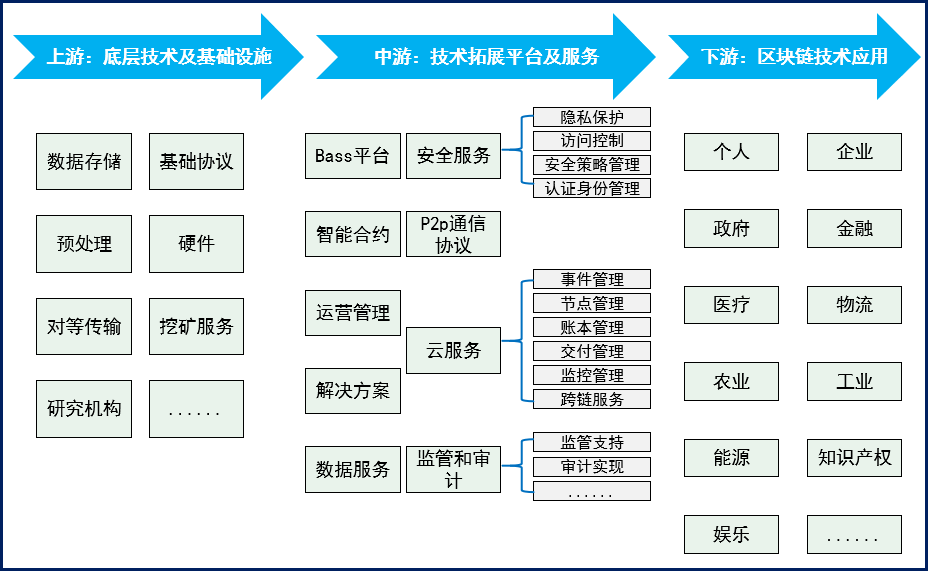 上游：底层技术及基础设施
中游：技术拓展平台及服务
下游：区块链技术应用
数据存储
基础协议
预处理
硬件
对等传输
挖矿服务
研究机构
......
Bass平台
安全服务
隐私保护
访问控制
安全策略管理
认证身份管理
智能合约
P2p通信
协议
运营管理
云服务
解决方案
事件管理
节点管理
账本管理
交付管理
监控管理
跨链服务
数据服务
监管和审
计
监管支持
审计实现
......
个人
企业
政府
金融
医疗
物流
农业
工业
能源
知识产权
娱乐
......